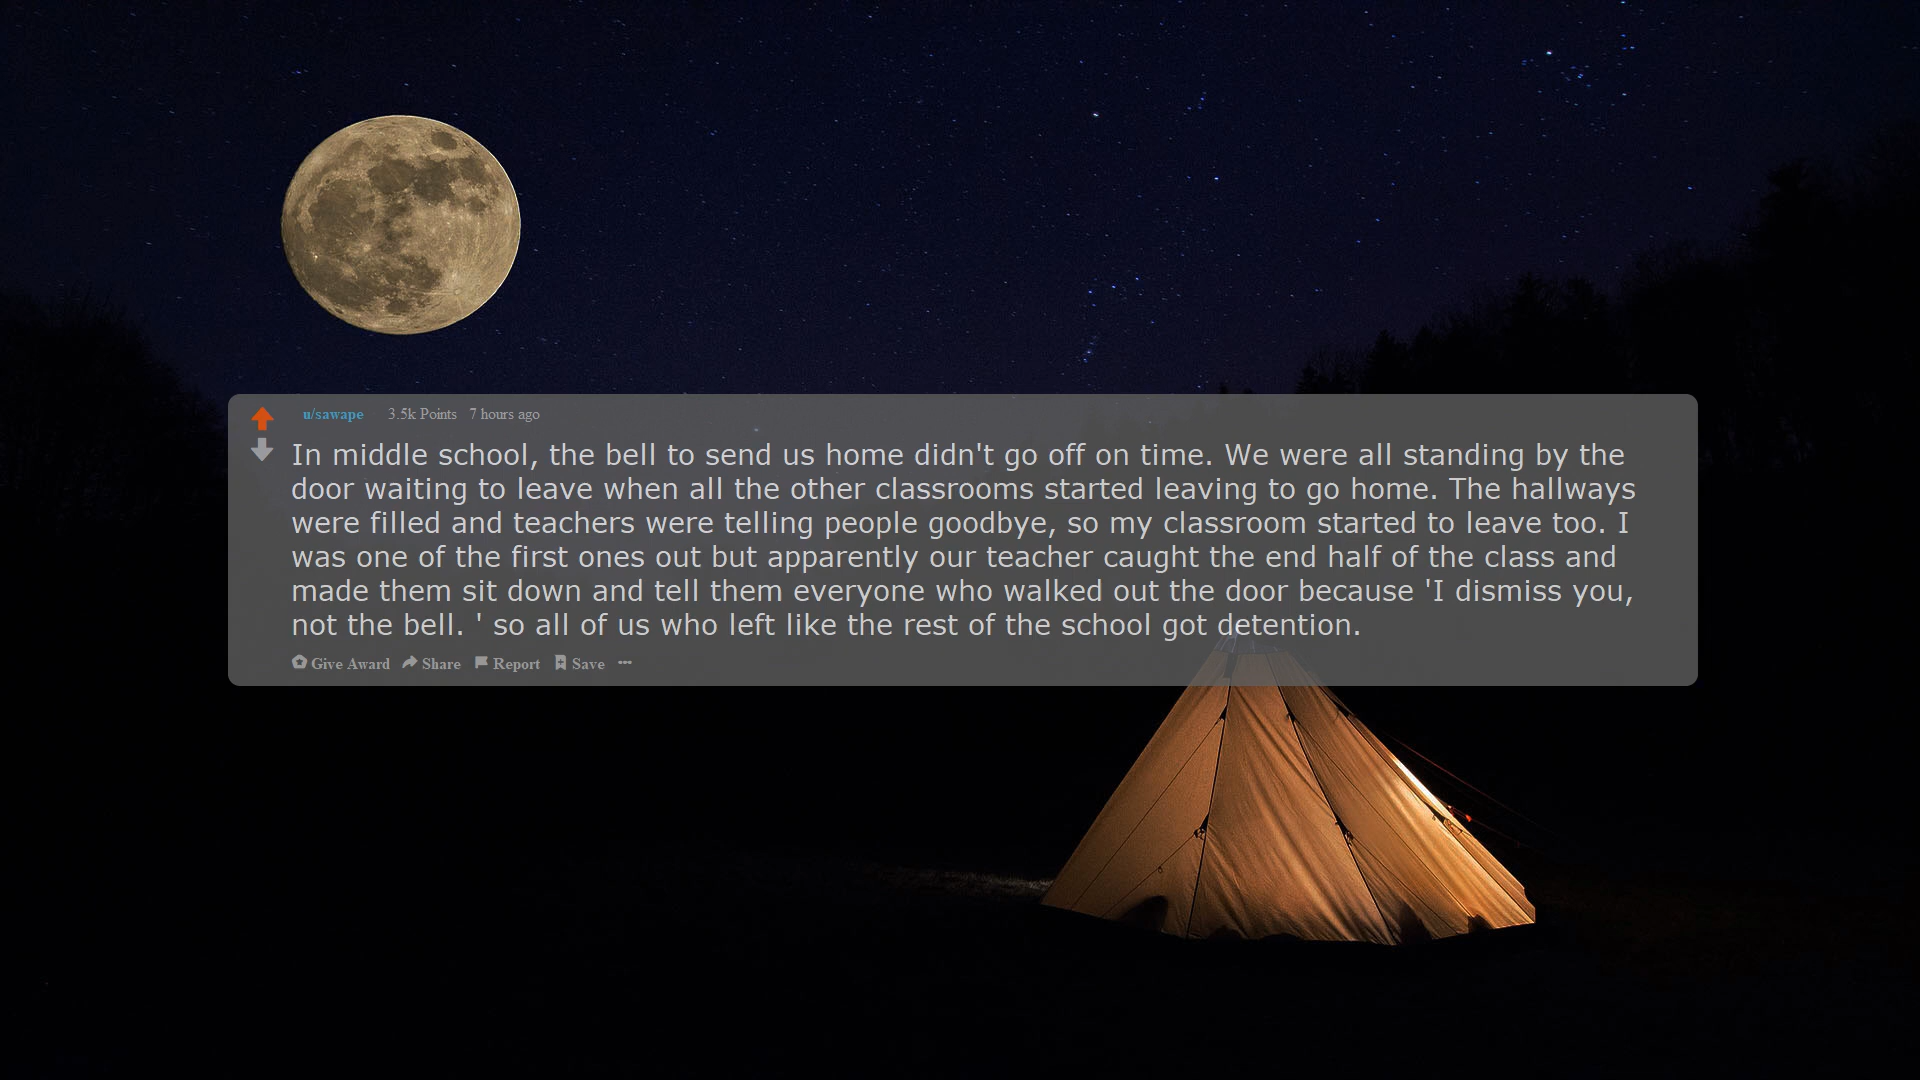 u/sawape 3.5k Points 7 hours ago
In middle school, the bell to send us home didn't go off on time. We were all standing by the
door waiting to leave when all the other classrooms started leaving to go home. The hallways
were filled and teachers were telling people goodbye, so my classroom started to leave too. I
was one of the first ones out but apparently our teacher caught the end half of the class and
made them sit down and tell them everyone who walked out the door because 'I dismiss you,
not the bell. ' so all of us who left like the rest of the school got detention.
Give Award Share Report Save ...